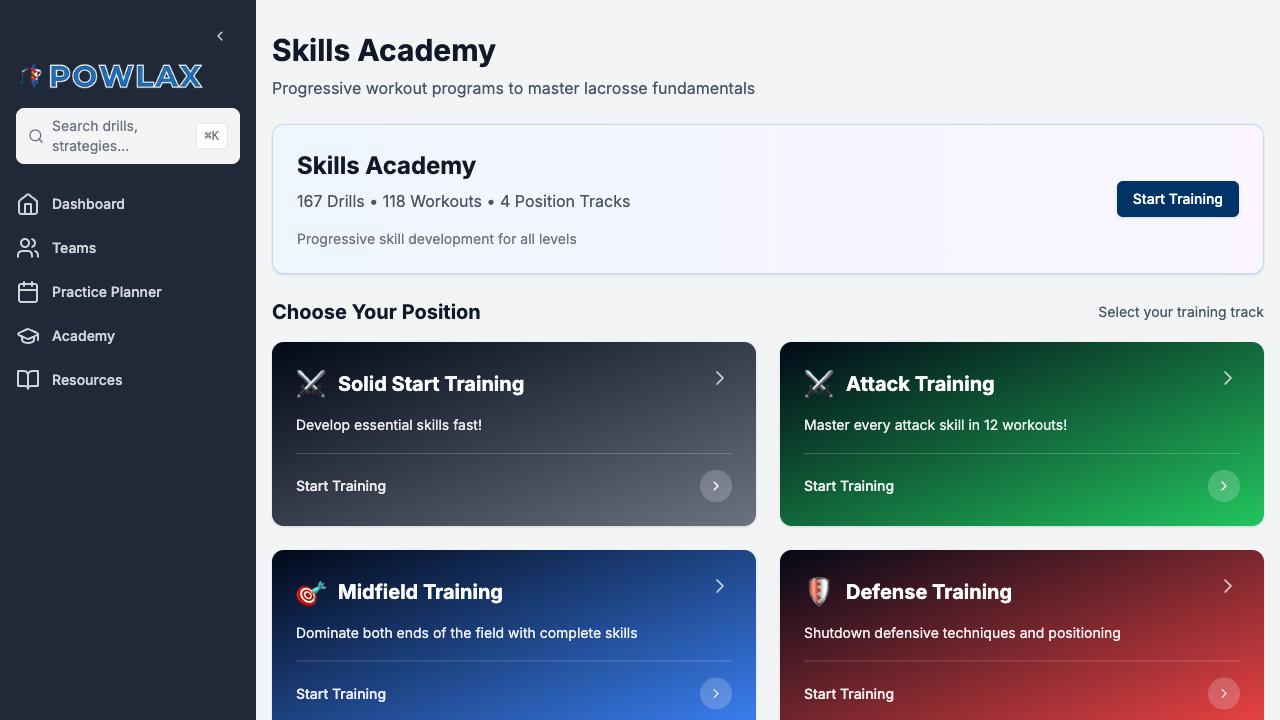 POWLAX
Search drills,
strategies...
⌘K
Dashboard
Teams
Practice Planner
Academy
Resources
Skills Academy
Progressive workout programs to master lacrosse fundamentals
Skills Academy
167 Drills • 118 Workouts • 4 Position Tracks
Progressive skill development for all levels
Start Training
Choose Your Position
Select your training track
Solid Start Training
Develop essential skills fast!
Start Training
Attack Training
Master every attack skill in 12 workouts!
Start Training
Midfield Training
Dominate both ends of the field with complete skills
Start Training
Defense Training
Shutdown defensive techniques and positioning
Start Training